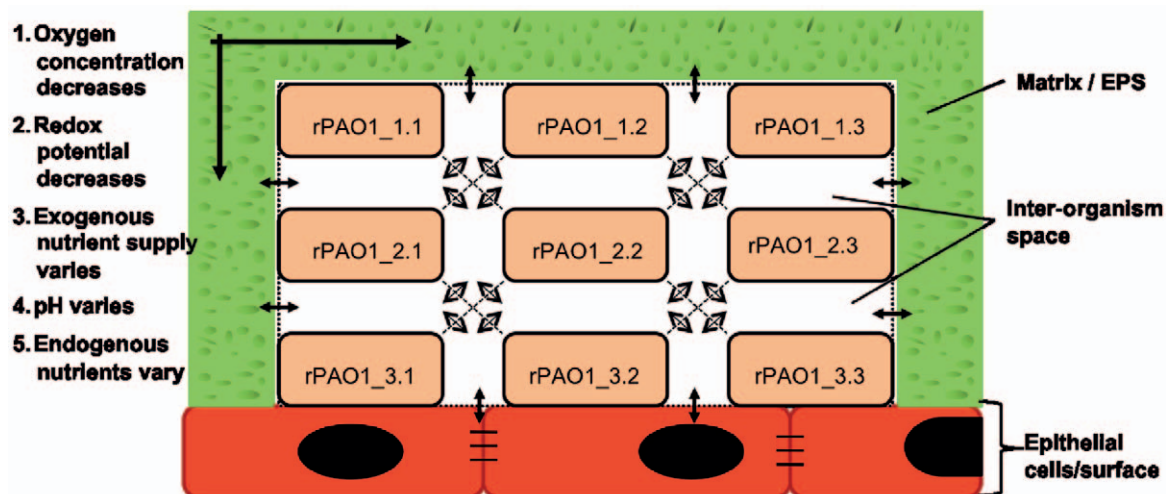 1. Oxygen
concentration
decreases
2. Redox
potential
decreases
3. Exogenous
nutrient supply
varies
4. pH varies
5. Endogenous
nutrients vary
rPAO1_1.1 rPAO1_1.2 rPAO1_1.3
rPAO1_2.1 rPAO1_2.2 rPAO1_2.3
rPAO1_3.1 rPAO1_3.2 rPAO1_3.3
Matrix / EPS
Inter-organism
space
Epithelial
cells/surface